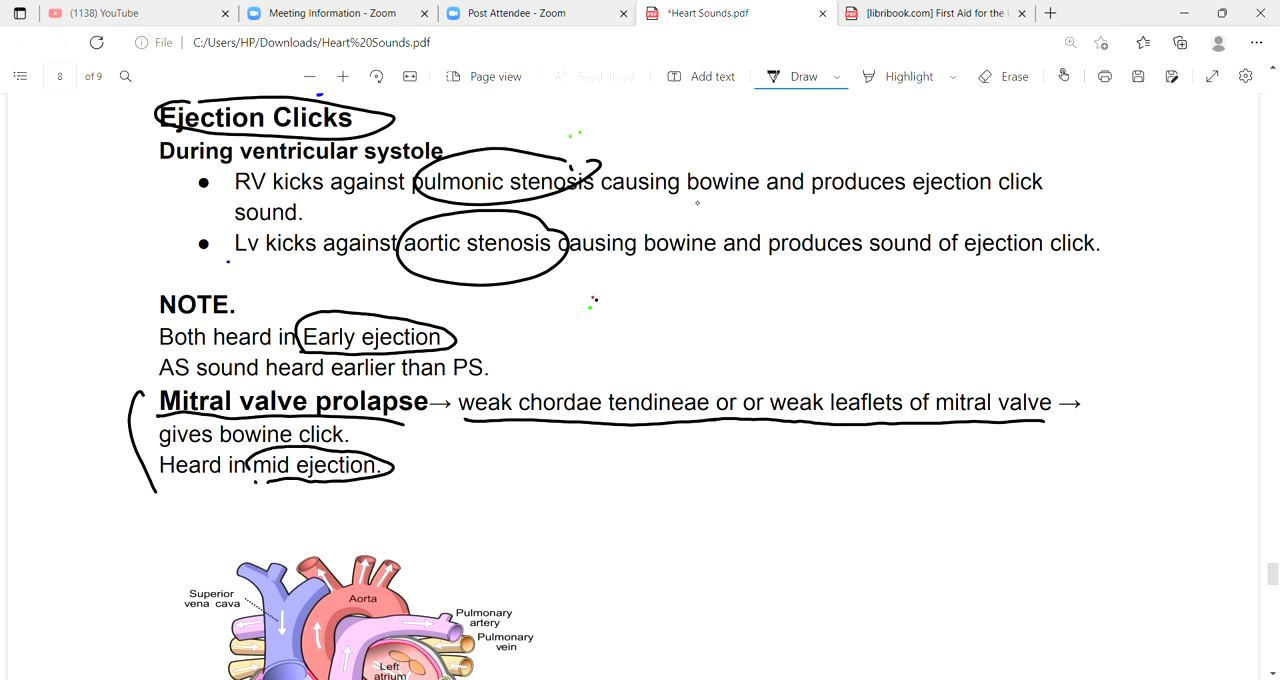 (1138) YouTube
Meeting Information - Zoom
Post Attendee - Zoom
*Heart Sounds.pdf
[libribook.com] First Aid for the U
File
C:/Users/HP/Downloads/Heart%20Sounds.pdf
8 of 9
Page view
Read aloud
Add text
Draw
Highlight
Erase
Ejection Clicks
During ventricular systole
● RV kicks against pulmonic stenosis causing bowine and produces ejection click
sound.
● Lv kicks against aortic stenosis causing bowine and produces sound of ejection click.
NOTE.
Both heard in Early ejection
AS sound heard earlier than PS.
Mitral valve prolapse→ weak chordae tendineae or or weak leaflets of mitral valve →
gives bowine click.
Heard in mid ejection.
Superior
vena cava
Aorta
Pulmonary
artery
Pulmonary
vein
Left
atrium